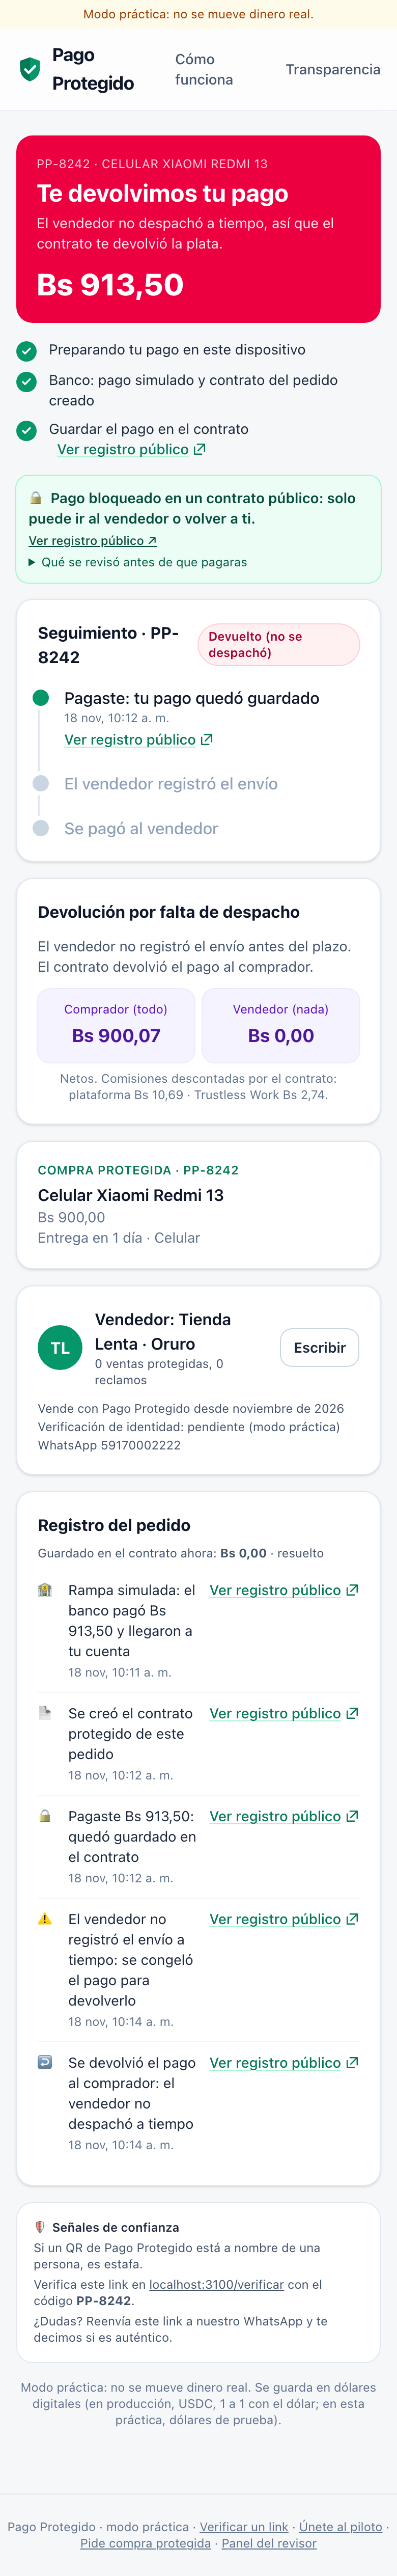 Modo práctica: no se mueve dinero real.
Pago
Protegido
Cómo
funciona
Transparencia
PP-8242 · CELULAR XIAOMI REDMI 13
Te devolvimos tu pago
El vendedor no despachó a tiempo, así que el
contrato te devolvió la plata.
Bs 913,50
Preparando tu pago en este dispositivo
Banco: pago simulado y contrato del pedido
creado
Guardar el pago en el contrato
Ver registro público
Pago bloqueado en un contrato público: solo
puede ir al vendedor o volver a ti.
Ver registro público ↗
▶ Qué se revisó antes de que pagaras
Seguimiento · PP-
8242
Devuelto (no se
despachó)
Pagaste: tu pago quedó guardado
18 nov, 10:12 a. m.
Ver registro público
El vendedor registró el envío
Se pagó al vendedor
Devolución por falta de despacho
El vendedor no registró el envío antes del plazo.
El contrato devolvió el pago al comprador.
Comprador (todo)
Bs 900,07
Vendedor (nada)
Bs 0,00
Netos. Comisiones descontadas por el contrato:
plataforma Bs 10,69 · Trustless Work Bs 2,74.
COMPRA PROTEGIDA · PP-8242
Celular Xiaomi Redmi 13
Bs 900,00
Entrega en 1 día · Celular
TL
Vendedor: Tienda
Lenta · Oruro
0 ventas protegidas, 0
reclamos
Escribir
Vende con Pago Protegido desde noviembre de 2026
Verificación de identidad: pendiente (modo práctica)
WhatsApp 59170002222
Registro del pedido
Guardado en el contrato ahora: Bs 0,00 · resuelto
Rampa simulada: el
banco pagó Bs
913,50 y llegaron a
tu cuenta
18 nov, 10:11 a. m.
Ver registro público
Se creó el contrato
protegido de este
pedido
18 nov, 10:12 a. m.
Ver registro público
Pagaste Bs 913,50:
quedó guardado en
el contrato
18 nov, 10:12 a. m.
Ver registro público
El vendedor no
registró el envío a
tiempo: se congeló
el pago para
devolverlo
18 nov, 10:14 a. m.
Ver registro público
Se devolvió el pago
al comprador: el
vendedor no
despachó a tiempo
18 nov, 10:14 a. m.
Ver registro público
Señales de confianza
Si un QR de Pago Protegido está a nombre de una
persona, es estafa.
Verifica este link en localhost:3100/verificar con el
código PP-8242.
¿Dudas? Reenvía este link a nuestro WhatsApp y te
decimos si es auténtico.
Modo práctica: no se mueve dinero real. Se guarda en dólares
digitales (en producción, USDC, 1 a 1 con el dólar; en esta
práctica, dólares de prueba).
Pago Protegido · modo práctica · Verificar un link · Únete al piloto ·
Pide compra protegida · Panel del revisor